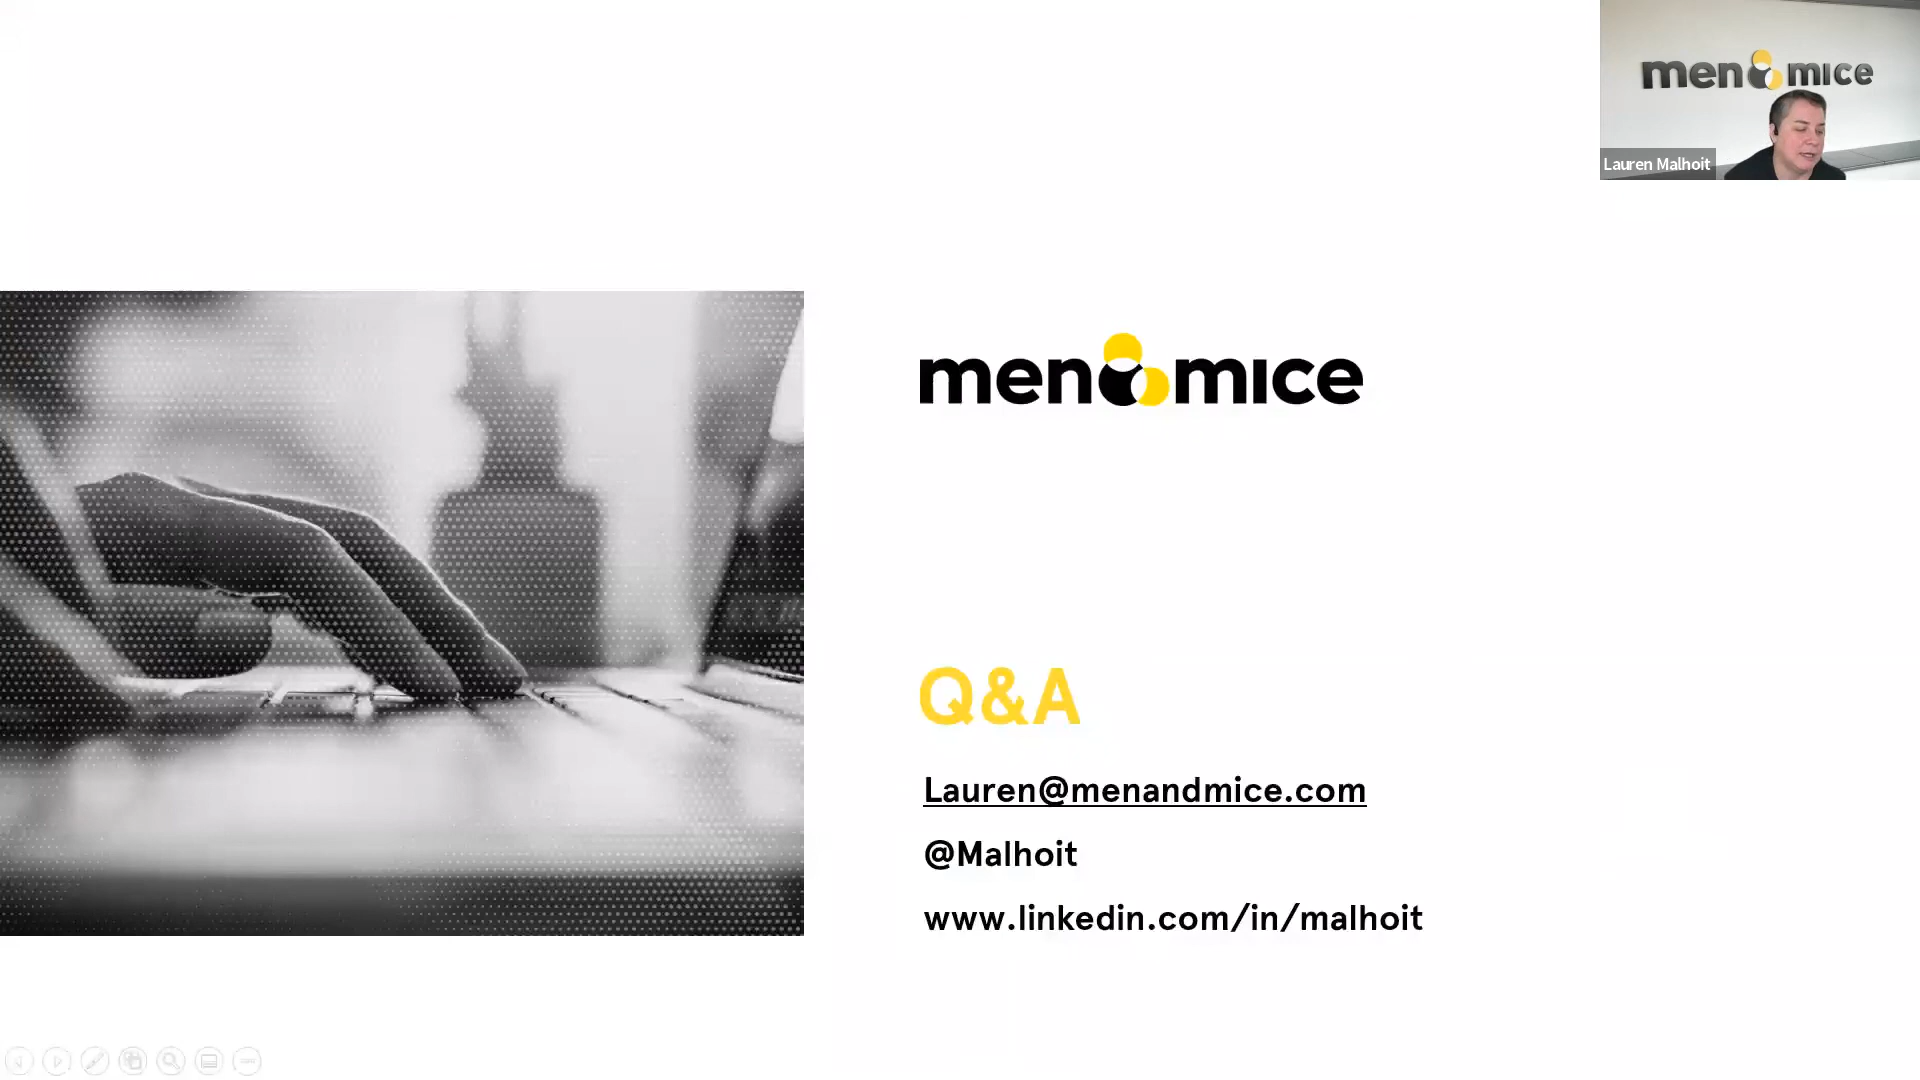 men&mice
Lauren Malhoit
men&mice
Q&A
Lauren@menandmice.com
@Malhoit
www.linkedin.com/in/malhoit